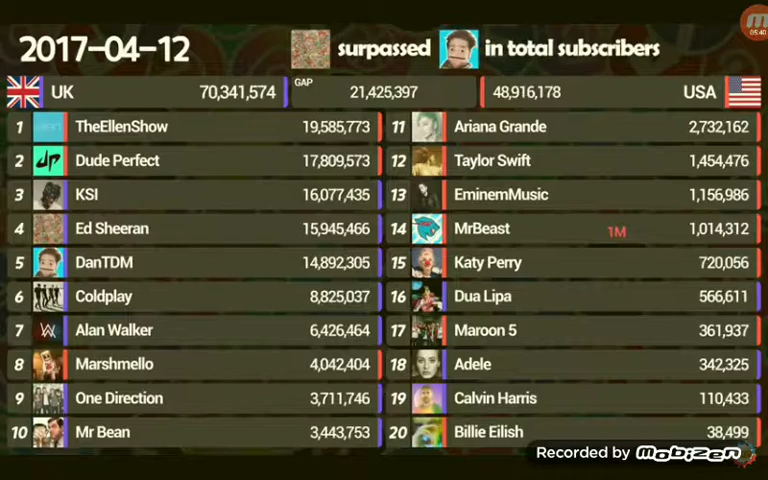 2017-04-12 surpassed in total subscribers
05:40
UK 70,341,574 GAP 21,425,397 48,916,178 USA
1 TheEllenShow 19,585,773
2 dp Dude Perfect 17,809,573
3 KSI 16,077,435
4 Ed Sheeran 15,945,466
5 DanTDM 14,892,305
6 Coldplay 8,825,037
7 Alan Walker 6,426,464
8 Marshmello 4,042,404
9 One Direction 3,711,746
10 Mr Bean 3,443,753
11 Ariana Grande 2,732,162
12 Taylor Swift 1,454,476
13 EminemMusic 1,156,986
14 MrBeast 1M 1,014,312
15 Katy Perry 720,056
16 Dua Lipa 566,611
17 Maroon 5 361,937
18 Adele 342,325
19 Calvin Harris 110,433
20 Billie Eilish 38,499
Recorded by Mobizen